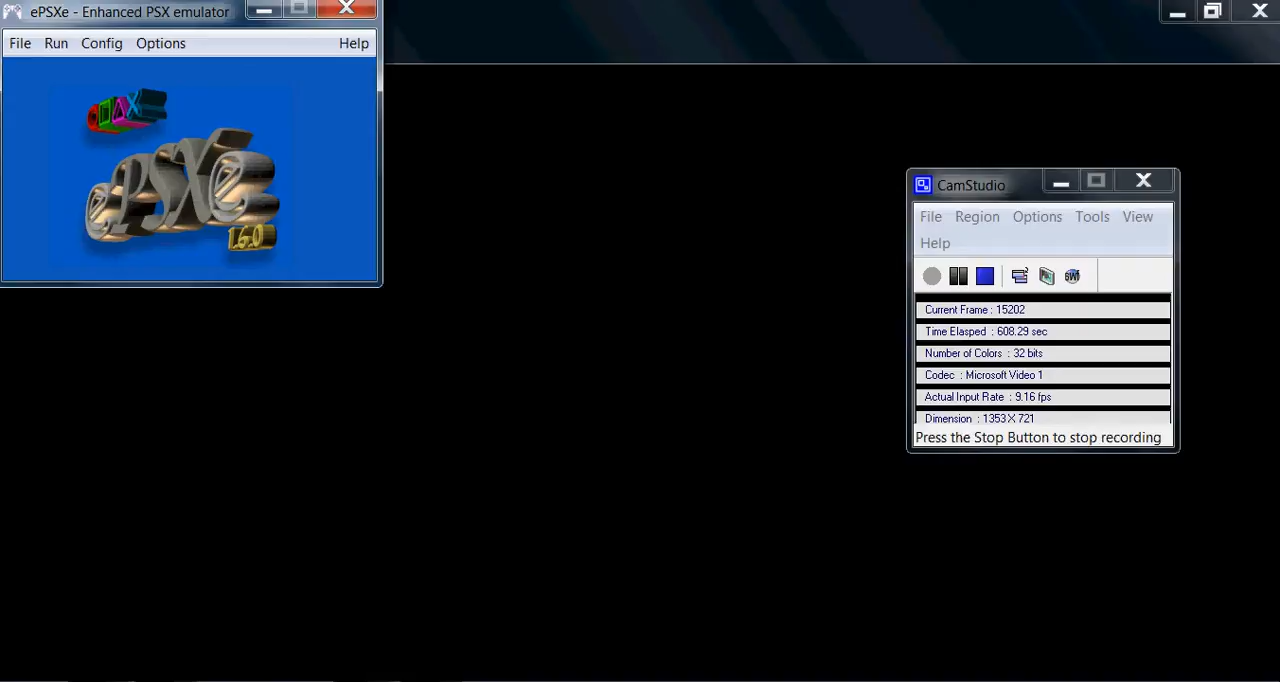 ePSXe - Enhanced PSX emulator
File Run Config Options Help
ePSXe
1.6.0
CamStudio
File Region Options Tools View
Help
Current Frame : 15202
Time Elasped : 608.29 sec
Number of Colors : 32 bits
Codec : Microsoft Video 1
Actual Input Rate : 9.16 fps
Dimension : 1353 X 721
Press the Stop Button to stop recording